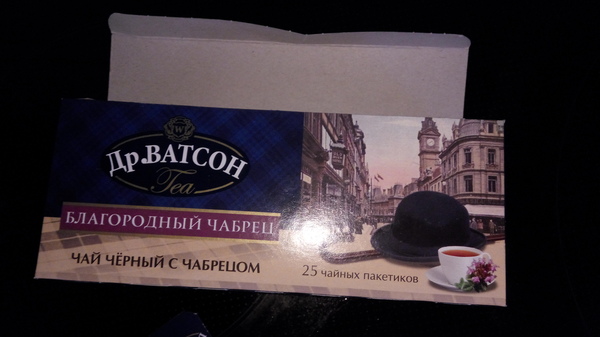 W
Др.ВАТСОН
Tea
БЛАГОРОДНЫЙ ЧАБРЕЦ
ЧАЙ ЧЁРНЫЙ С ЧАБРЕЦОМ
25 чайных пакетиков